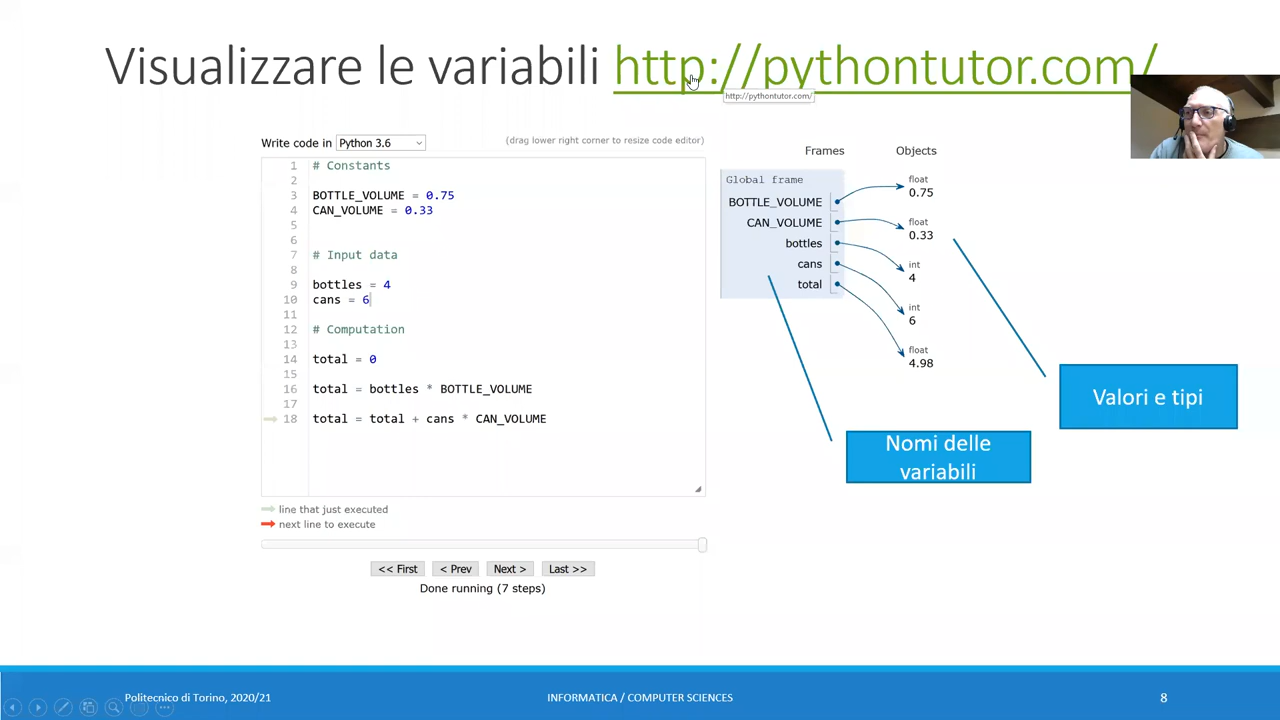 Visualizzare le variabili http://pythontutor.com/
http://pythontutor.com/
Write code in Python 3.6
(drag lower right corner to resize code editor)
1 # Constants
2
3 BOTTLE_VOLUME = 0.75
4 CAN_VOLUME = 0.33
5
6
7 # Input data
8
9 bottles = 4
10 cans = 6
11
12 # Computation
13
14 total = 0
15
16 total = bottles * BOTTLE_VOLUME
17
18 total = total + cans * CAN_VOLUME
line that just executed
next line to execute
<< First
< Prev
Next >
Last >>
Done running (7 steps)
Frames
Objects
Global frame
BOTTLE_VOLUME
CAN_VOLUME
bottles
cans
total
float
0.75
float
0.33
int
4
int
6
float
4.98
Valori e tipi
Nomi delle
variabili
Politecnico di Torino, 2020/21
INFORMATICA / COMPUTER SCIENCES
8